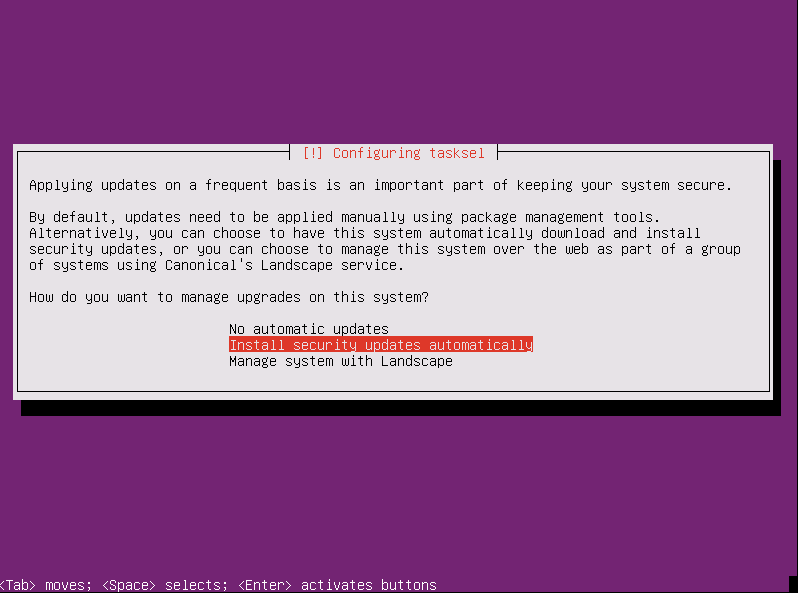 [!] Configuring tasksel
Applying updates on a frequent basis is an important part of keeping your system secure.
By default, updates need to be applied manually using package management tools.
Alternatively, you can choose to have this system automatically download and install
security updates, or you can choose to manage this system over the web as part of a group
of systems using Canonical's Landscape service.
How do you want to manage upgrades on this system?
No automatic updates
Install security updates automatically
Manage system with Landscape
<Tab> moves; <Space> selects; <Enter> activates buttons